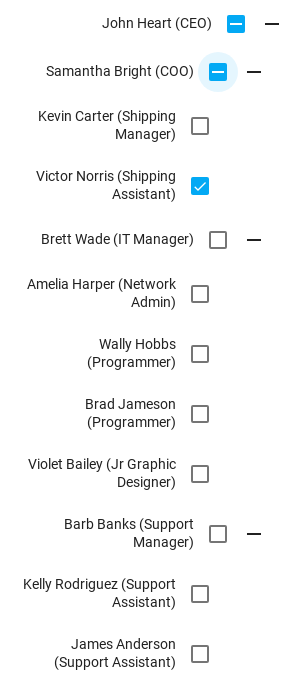 John Heart (CEO)
Samantha Bright (COO)
Kevin Carter (Shipping
Manager)
Victor Norris (Shipping
Assistant)
Brett Wade (IT Manager)
Amelia Harper (Network
Admin)
Wally Hobbs
(Programmer)
Brad Jameson
(Programmer)
Violet Bailey (Jr Graphic
Designer)
Barb Banks (Support
Manager)
Kelly Rodriguez (Support
Assistant)
James Anderson
(Support Assistant)